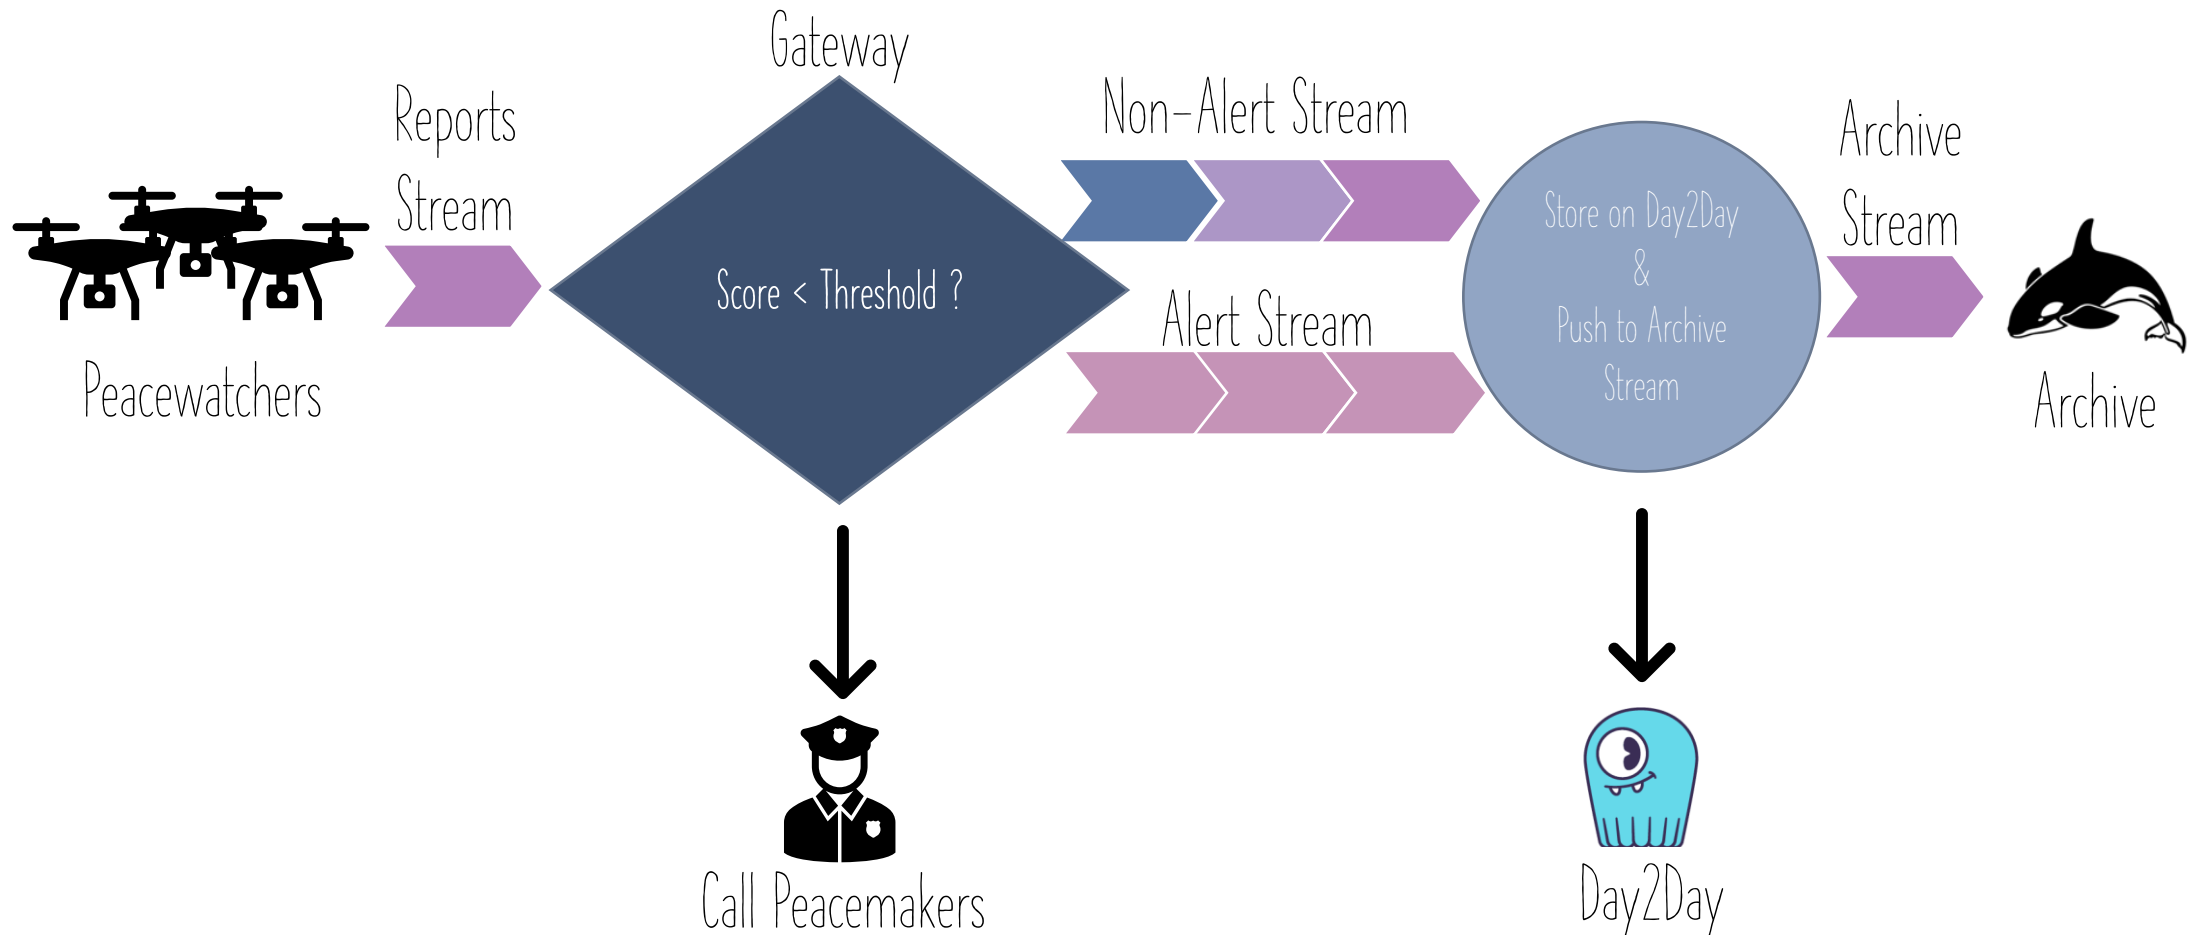 Gateway
Reports
Stream
Non-Alert Stream
Archive
Stream
Score < Threshold ?
Alert Stream
Store on Day2Day
&
Push to Archive
Stream
Peacewatchers
Archive
Call Peacemakers
Day2Day